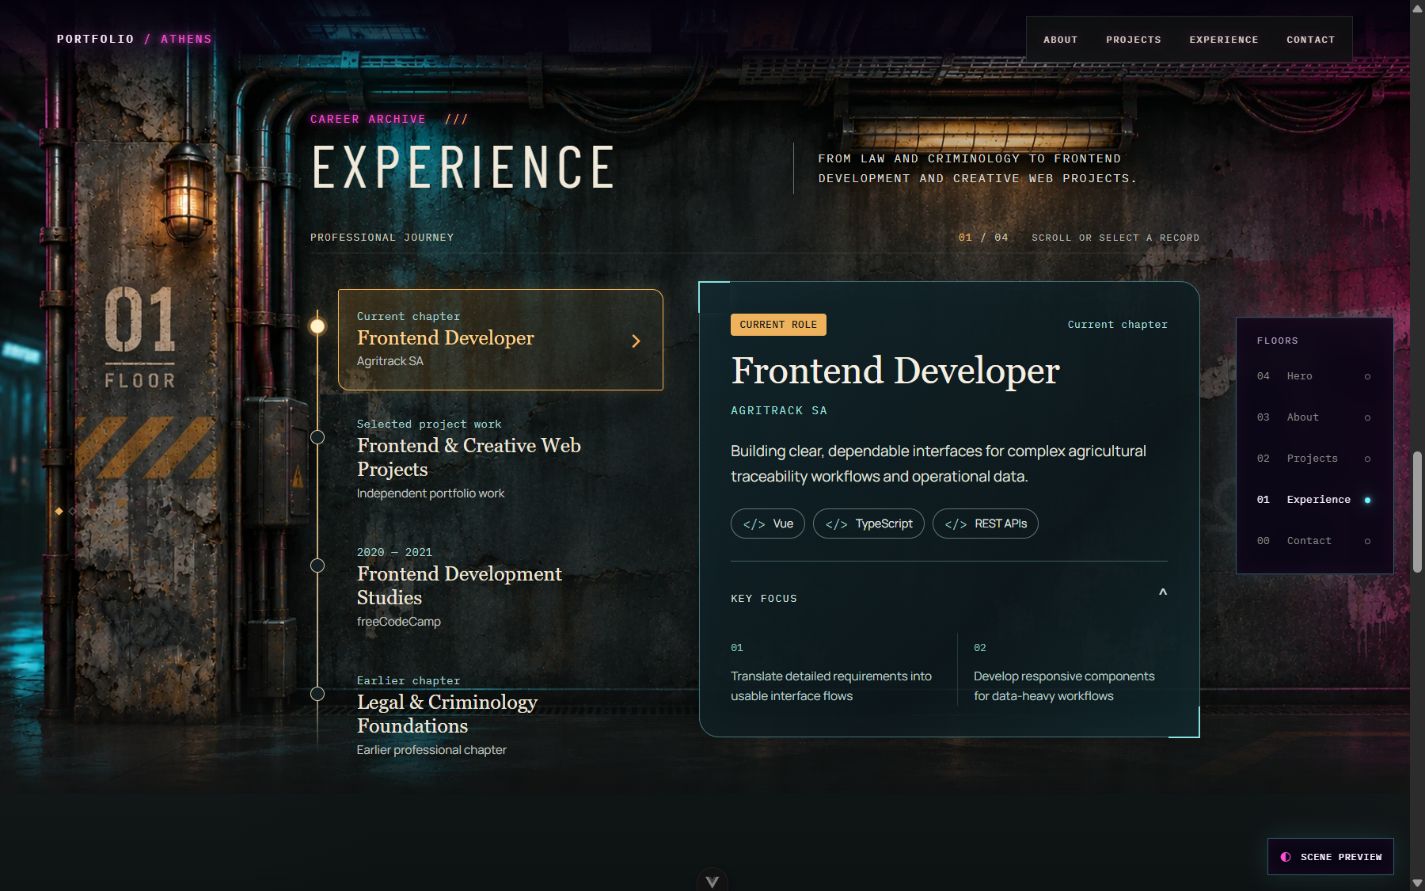 PORTFOLIO / ATHENS
ABOUT PROJECTS EXPERIENCE CONTACT
CAREER ARCHIVE ///
EXPERIENCE
FROM LAW AND CRIMINOLOGY TO FRONTEND
DEVELOPMENT AND CREATIVE WEB PROJECTS.
PROFESSIONAL JOURNEY
01 / 04 SCROLL OR SELECT A RECORD
01
FLOOR
Current chapter
Frontend Developer
Agritrack SA
Selected project work
Frontend & Creative Web
Projects
Independent portfolio work
2020 — 2021
Frontend Development
Studies
freeCodeCamp
Earlier chapter
Legal & Criminology
Foundations
Earlier professional chapter
CURRENT ROLE
Current chapter
Frontend Developer
AGRITRACK SA
Building clear, dependable interfaces for complex agricultural
traceability workflows and operational data.
</> Vue </> TypeScript </> REST APIs
KEY FOCUS
01
Translate detailed requirements into
usable interface flows
02
Develop responsive components
for data-heavy workflows
FLOORS
04 Hero
03 About
02 Projects
01 Experience
00 Contact
SCENE PREVIEW